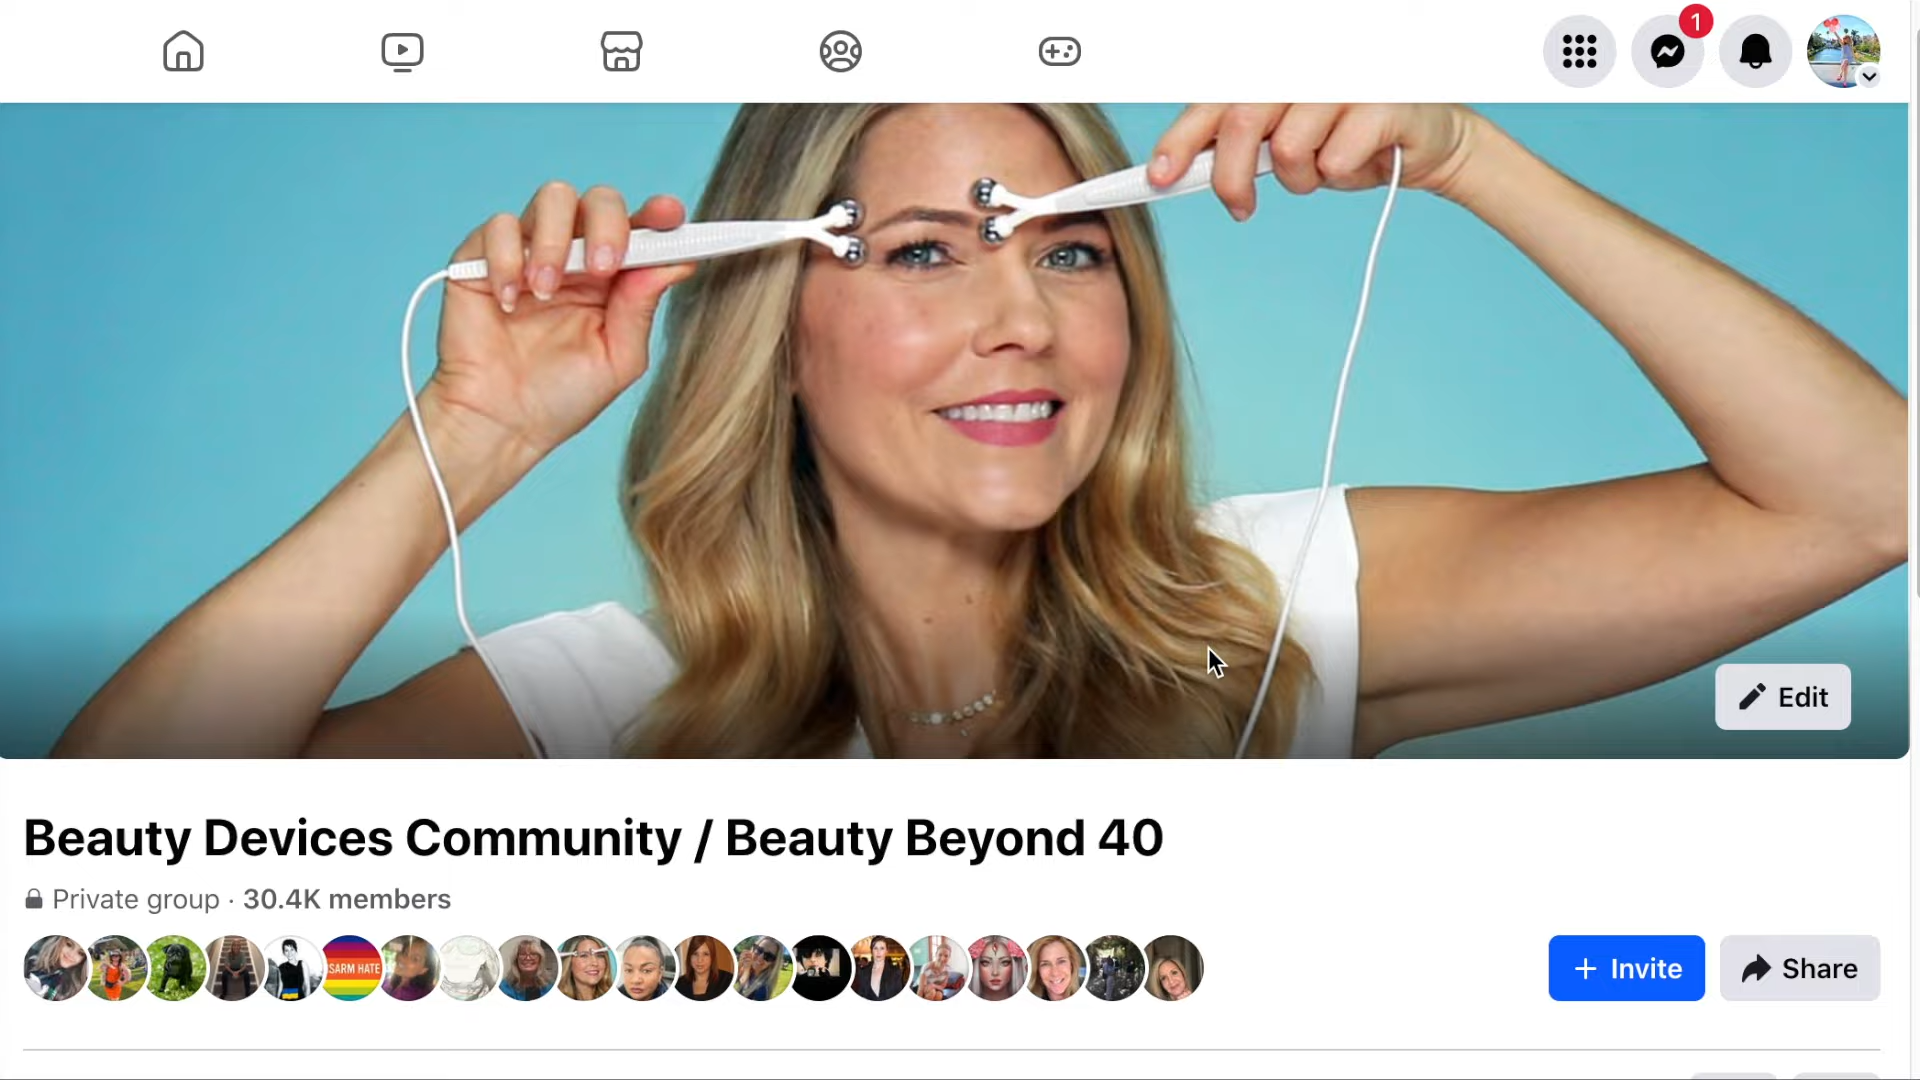 1
Edit
Beauty Devices Community / Beauty Beyond 40
Private group · 30.4K members
SARM HATE
+ Invite
Share